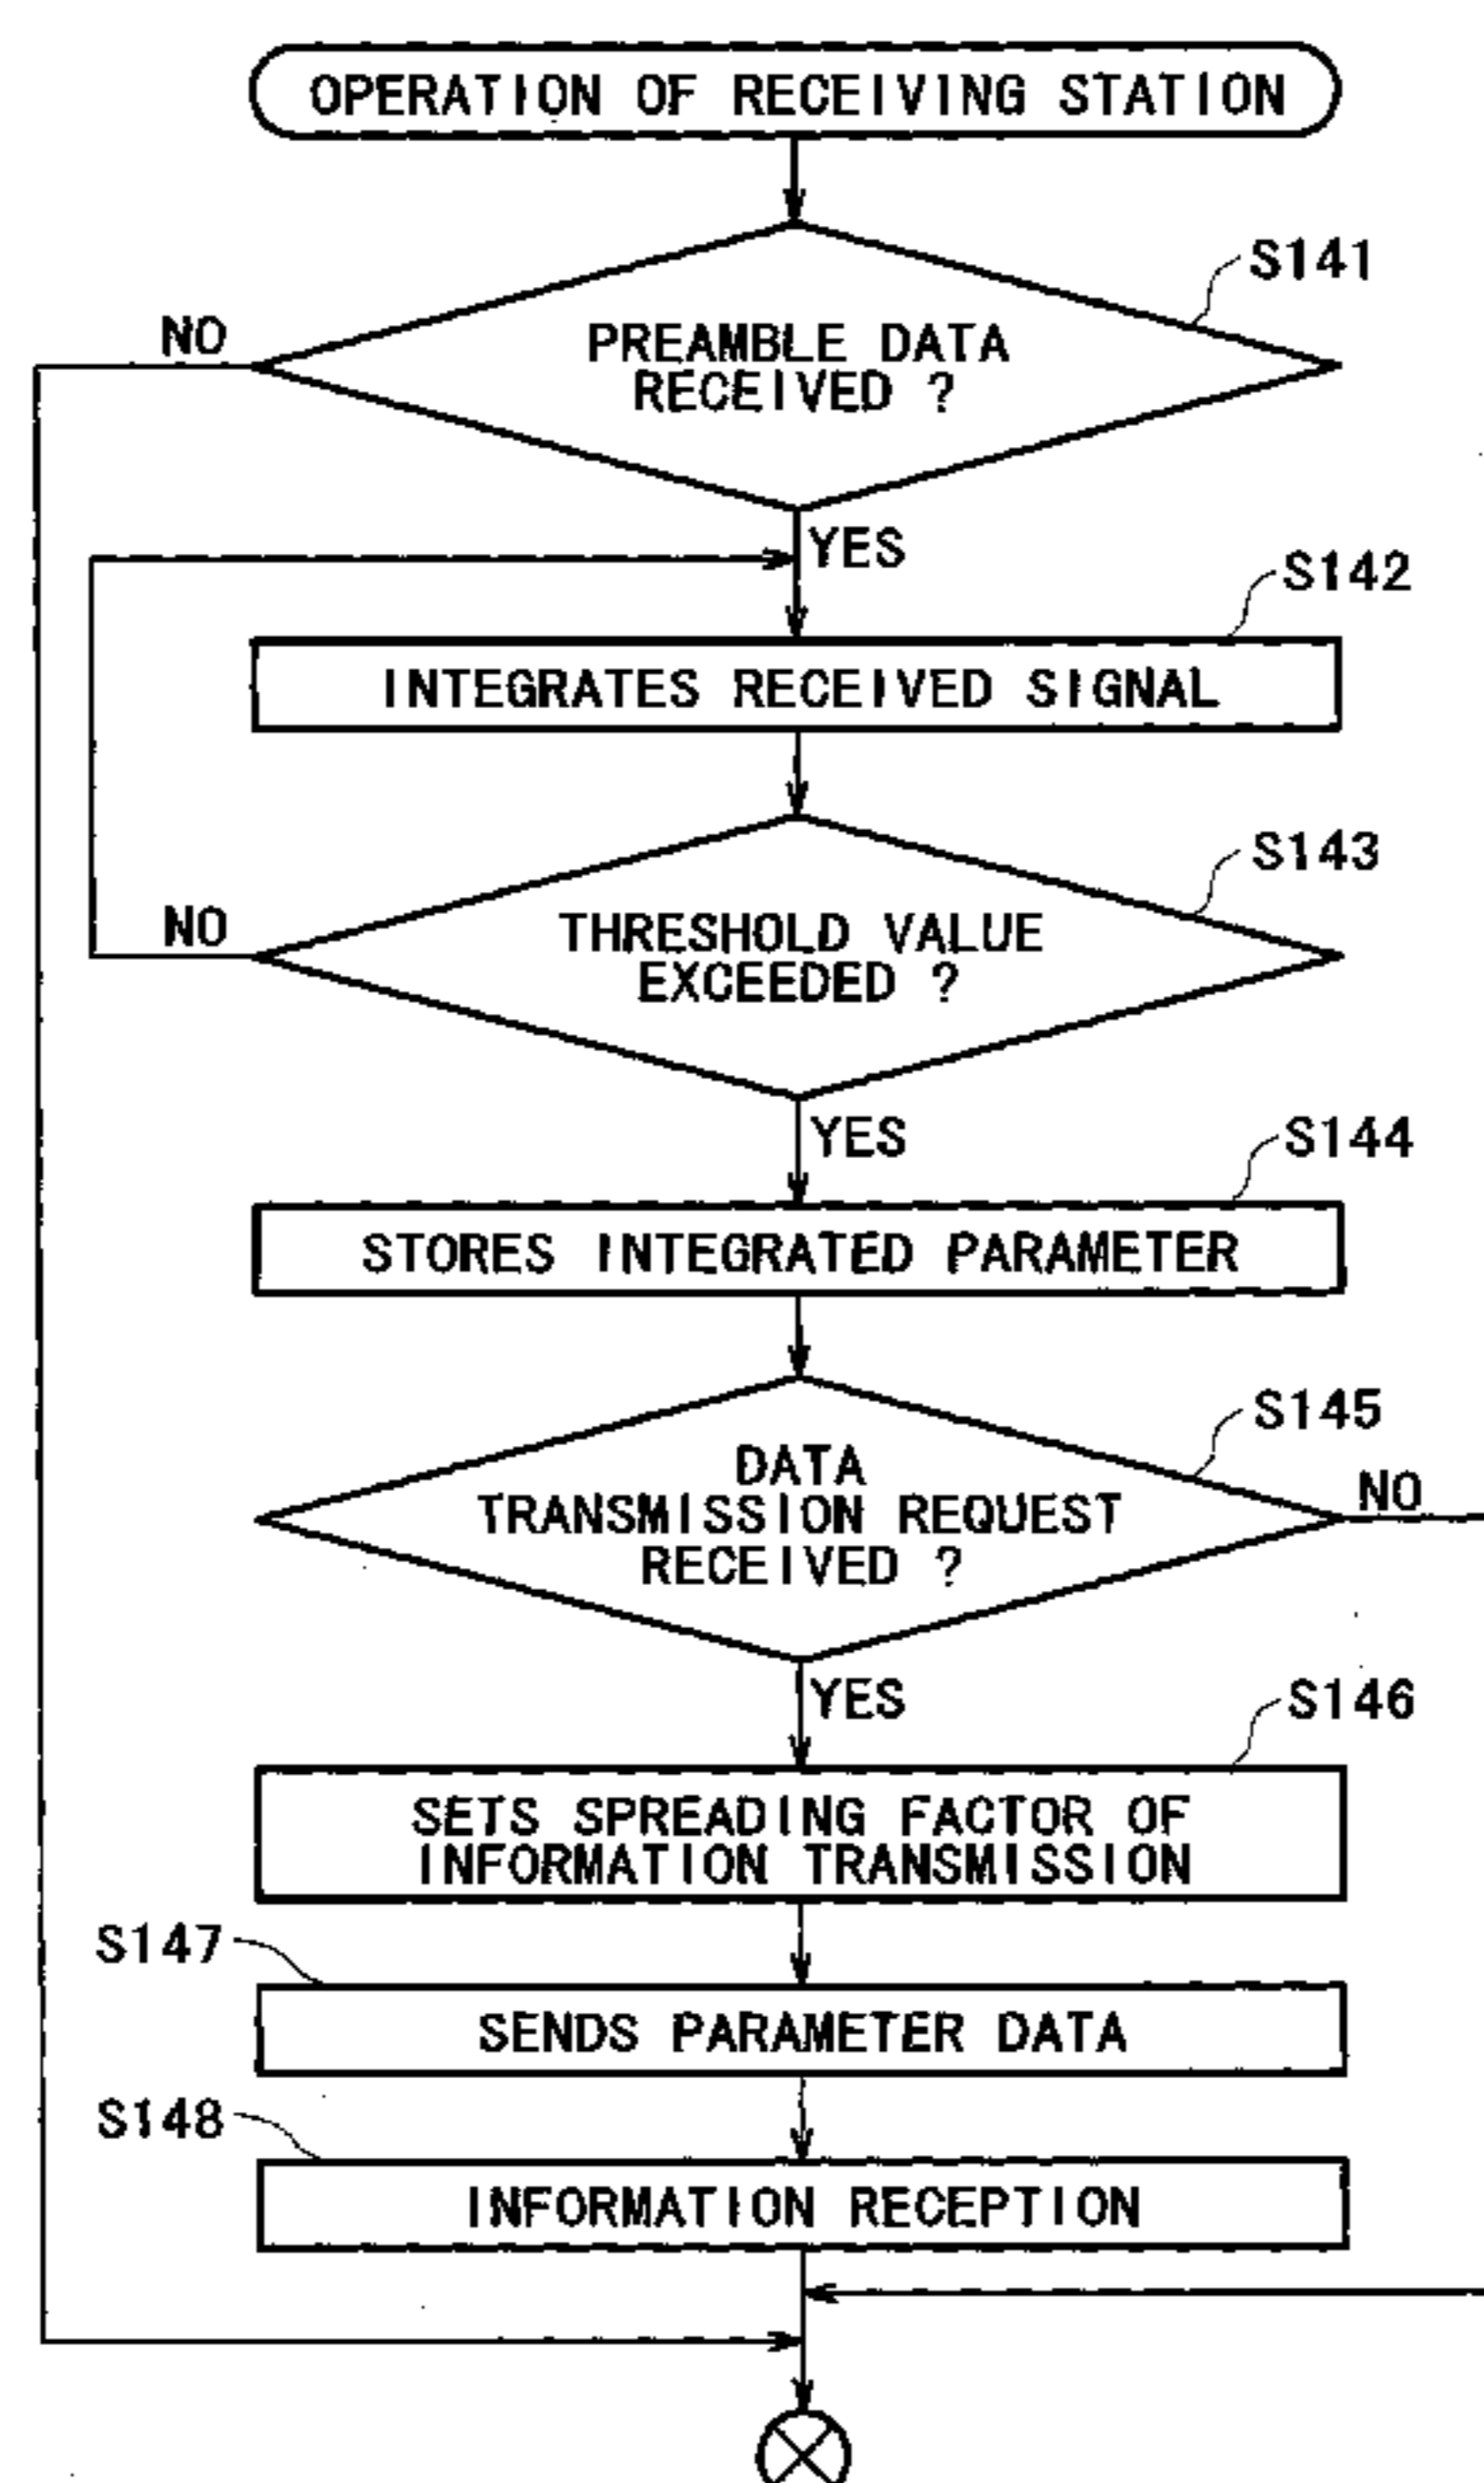 OPERATION OF RECEIVING STATION
S141
NO
PREAMBLE DATA
RECEIVED ?
YES
S142
INTEGRATES RECEIVED SIGNAL
S143
NO
THRESHOLD VALUE
EXCEEDED ?
YES
S144
STORES INTEGRATED PARAMETER
S145
DATA
TRANSMISSION REQUEST
RECEIVED ?
NO
YES
S146
SETS SPREADING FACTOR OF
INFORMATION TRANSMISSION
S147
SENDS PARAMETER DATA
S148
INFORMATION RECEPTION